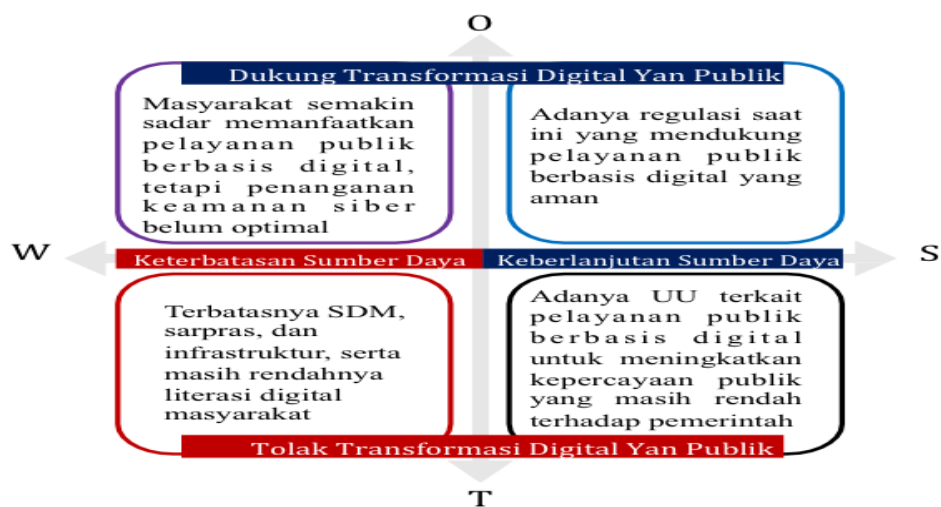 O
Dukung Transformasi Digital Yan Publik
Masyarakat semakin
sadar memanfaatkan
pelayanan publik
berbasis digital,
tetapi penanganan
keamanan siber
belum optimal
Adanya regulasi saat
ini yang mendukung
pelayanan publik
berbasis digital yang
aman
W
Keterbatasan Sumber Daya
Keberlanjutan Sumber Daya
S
Terbatasnya SDM,
sarpras, dan
infrastruktur, serta
masih rendahnya
literasi digital
masyarakat
Adanya UU terkait
pelayanan publik
berbasis digital
untuk meningkatkan
kepercayaan publik
yang masih rendah
terhadap pemerintah
Tolak Transformasi Digital Yan Publik
T